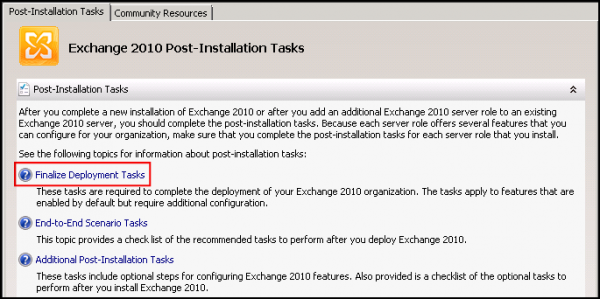 Post-Installation Tasks
Community Resources
Exchange 2010 Post-Installation Tasks
Post-Installation Tasks
After you complete a new installation of Exchange 2010 or after you add an additional Exchange 2010 server role to an existing
Exchange 2010 server, you should complete the post-installation tasks. Because each server role offers several features that you
can configure for your organization, make sure that you complete the post-installation tasks for each server role that you install.
See the following topics for information about post-installation tasks:
Finalize Deployment Tasks
These tasks are required to complete the deployment of your Exchange 2010 organization. The tasks apply to features that are
enabled by default but require additional configuration.
End-to-End Scenario Tasks
This topic provides a check list of the recommended tasks to perform after you deploy Exchange 2010.
Additional Post-Installation Tasks
These tasks include optional steps for configuring Exchange 2010 features. Also provided is a checklist of the optional tasks to
perform after you install Exchange 2010.